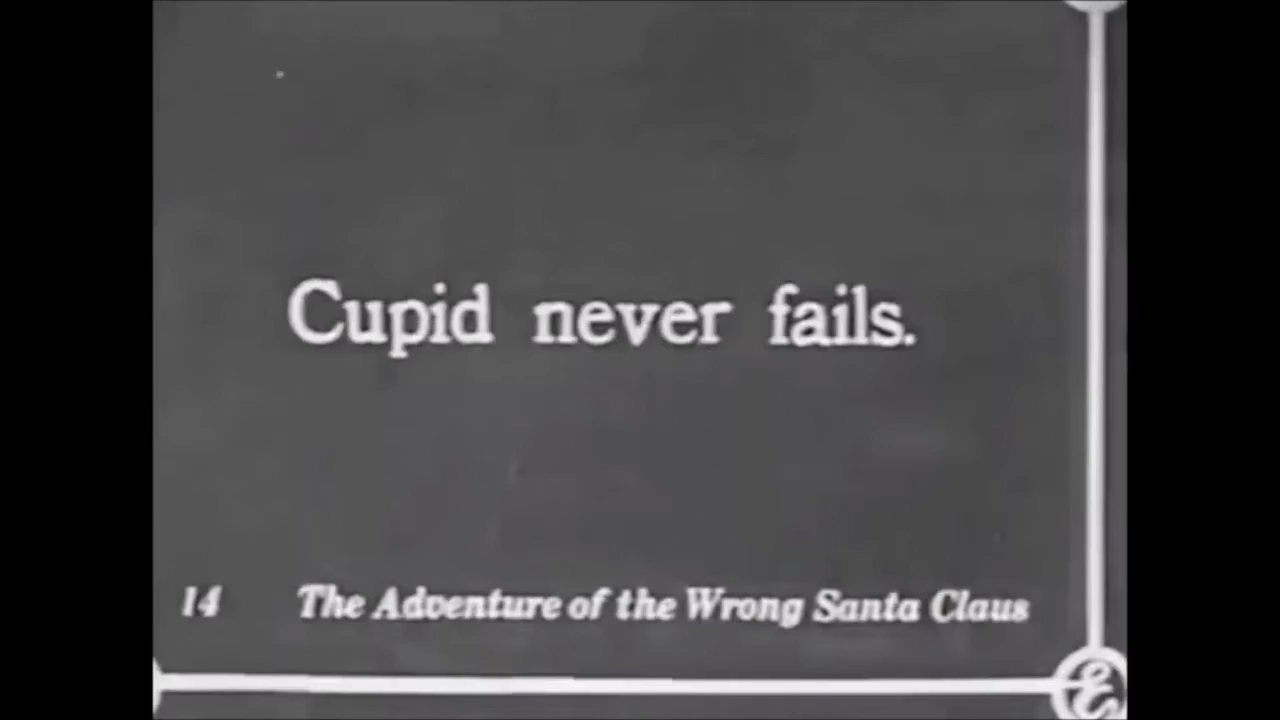 Cupid never fails.
14 The Adventure of the Wrong Santa Claus
E